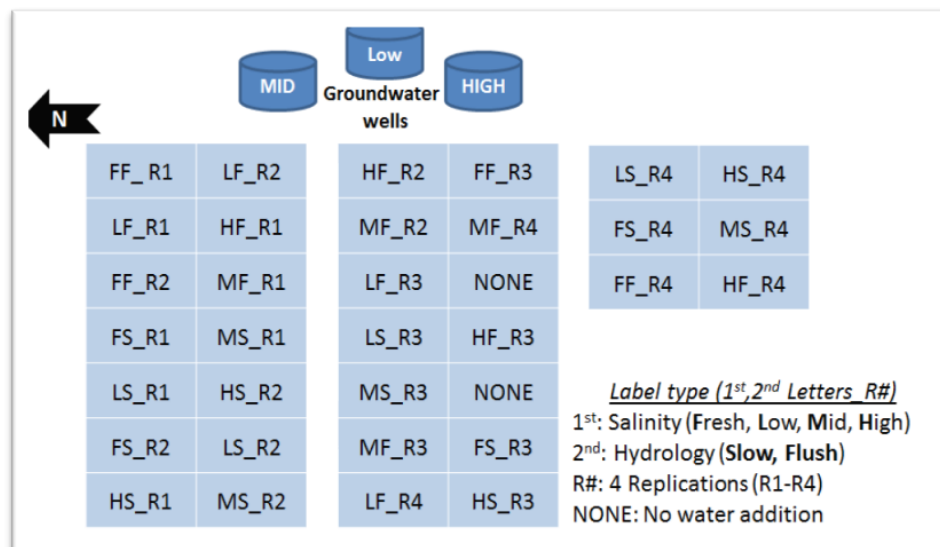 Low
MID
HIGH
Groundwater
wells
N
FF_ R1 LF_R2 HF_R2 FF_R3 LS_R4 HS_R4
LF_R1 HF_R1 MF_R2 MF_R4 FS_R4 MS_R4
FF_R2 MF_R1 LF_R3 NONE FF_R4 HF_R4
FS_R1 MS_R1 LS_R3 HF_R3
LS_R1 HS_R2 MS_R3 NONE
FS_R2 LS_R2 MF_R3 FS_R3
HS_R1 MS_R2 LF_R4 HS_R3
Label type (1st,2nd Letters_R#)
1st: Salinity (Fresh, Low, Mid, High)
2nd: Hydrology (Slow, Flush)
R#: 4 Replications (R1-R4)
NONE: No water addition